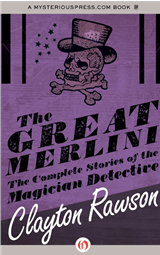 A MYSTERIOUSPRESS.COM BOOK
The
GREAT
MERLINI
The Complete Stories of the
Magician Detective
Clayton Rawson